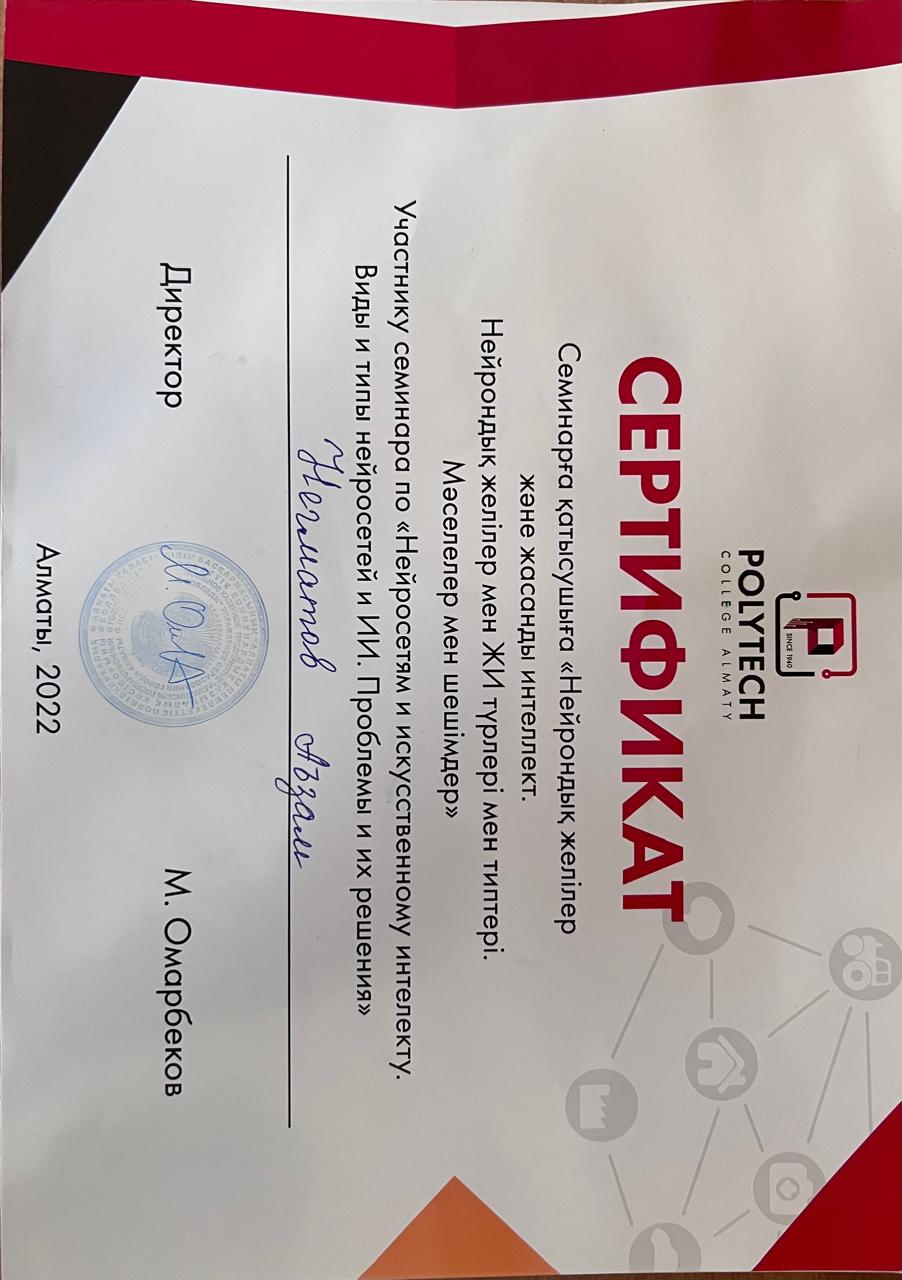 SINCE 1940
POLYTECH
COLLEGE ALMATY
СЕРТИФИКАТ
Семинарға қатысушыға «Нейрондық желілер
және жасанды интеллект.
Нейрондық желілер мен ЖИ түрлері мен типтері.
Мәселелер мен шешімдер»
Участнику семинара по «Нейросетям и искусственному интелекту.
Виды и типы нейросетей и ИИ. Проблемы и их решения»
Негматов Аъзам
Директор
М. Омарбеков
Алматы, 2022